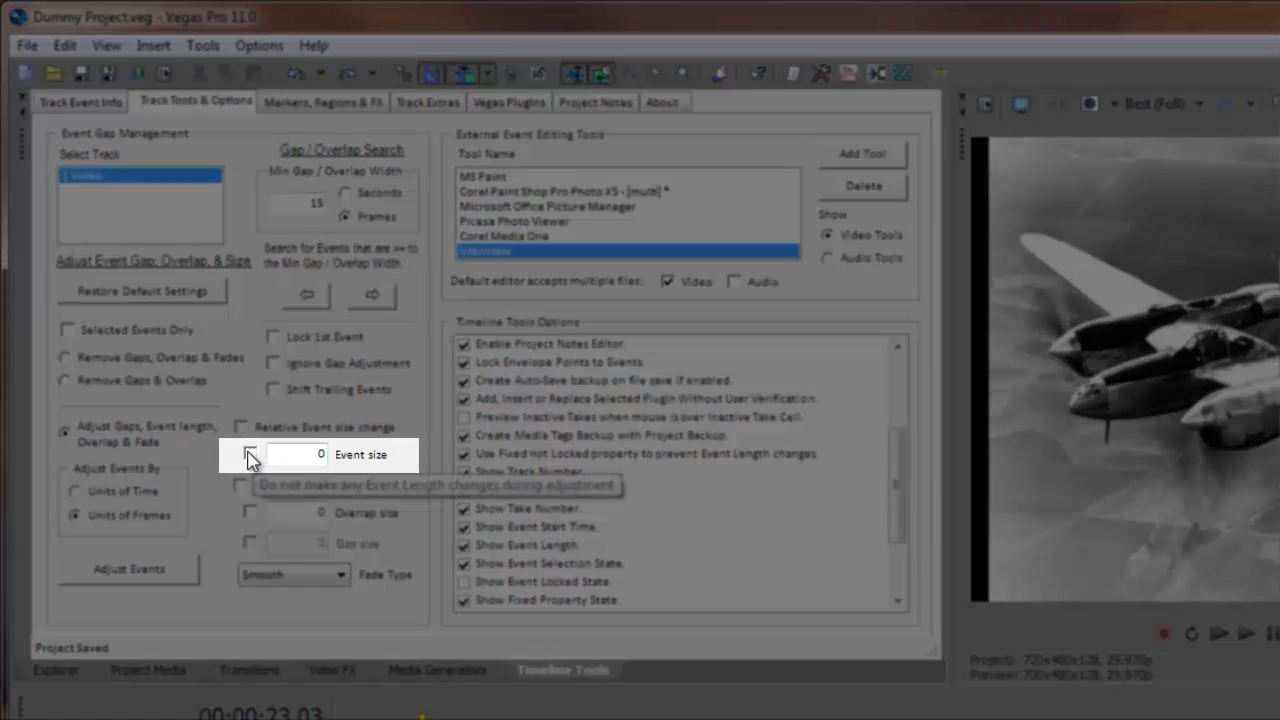 Dummy Project.veg - Vegas Pro 11.0
File Edit View Insert Tools Options Help
Track Event Info Track Tools & Options Markers, Regions & FX Track Extras Vegas Plugins Project Notes About
Best (Full)
Event Gap Management
Select Track
1 Video
Gap / Overlap Search
Min Gap / Overlap Width
15
Seconds
Frames
Search for Events that are >= to
the Min Gap / Overlap Width.
Adjust Event Gap, Overlap, & Size
Restore Default Settings
Selected Events Only
Remove Gaps, Overlap & Fades
Remove Gaps & Overlap
Lock 1st Event
Ignore Gap Adjustment
Shift Trailing Events
Adjust Gaps, Event length,
Overlap & Fade
Relative Event size change
0 Event size
Do not make any Event Length changes during adjustment
Adjust Events By
Units of Time
Units of Frames
0 Overlap size
0 Gap size
Adjust Events
Smooth Fade Type
External Event Editing Tools
Tool Name
MS Paint
Corel Paint Shop Pro Photo X5 - [multi] *
Microsoft Office Picture Manager
Picasa Photo Viewer
Corel Media One
Irfanview
Add Tool
Delete
Show
Video Tools
Audio Tools
Default editor accepts multiple files: Video Audio
Timeline Tools Options
Enable Project Notes Editor.
Lock Envelope Points to Events.
Create Auto-Save backup on file save if enabled.
Add, Insert or Replace Selected Plugin Without User Verification.
Preview Inactive Takes when mouse is over Inactive Take Cell.
Create Media Tags Backup with Project Backup.
Use Fixed not Locked property to prevent Event Length changes.
Show Track Number.
Show Take Number.
Show Event Start Time.
Show Event Length.
Show Event Selection State.
Show Event Locked State.
Show Fixed Property State.
Project Saved
Explorer Project Media Transitions Video FX Media Generators Timeline Tools
Project: 720x480x128, 29.970p
Preview: 720x480x128, 29.970p
00:00:23.03